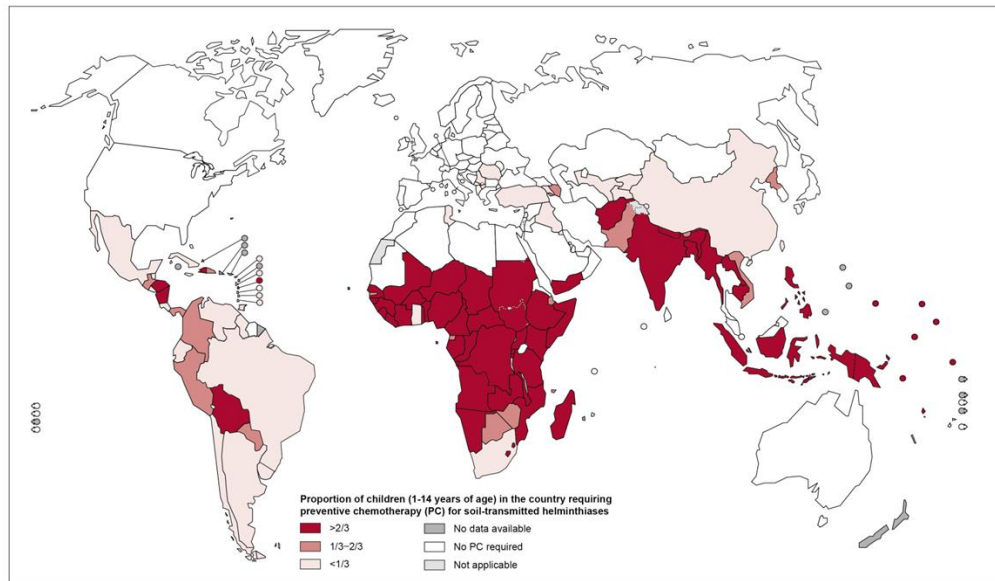 Proportion of children (1-14 years of age) in the country requiring
preventive chemotherapy (PC) for soil-transmitted helminthiases
>2/3
No data available
1/3−2/3
No PC required
<1/3
Not applicable